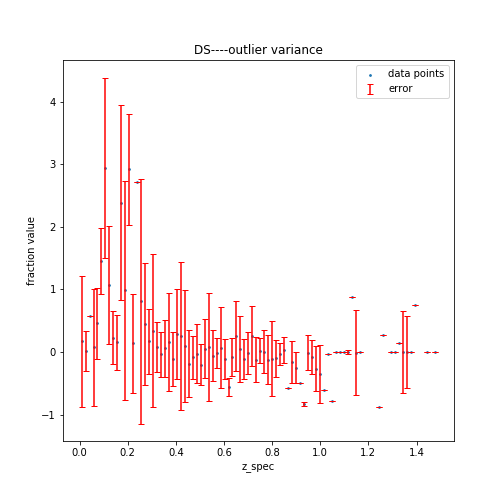 DS----outlier variance
data points
error
fraction value
4
3
2
1
0
−1
0.0 0.2 0.4 0.6 0.8 1.0 1.2 1.4
z_spec